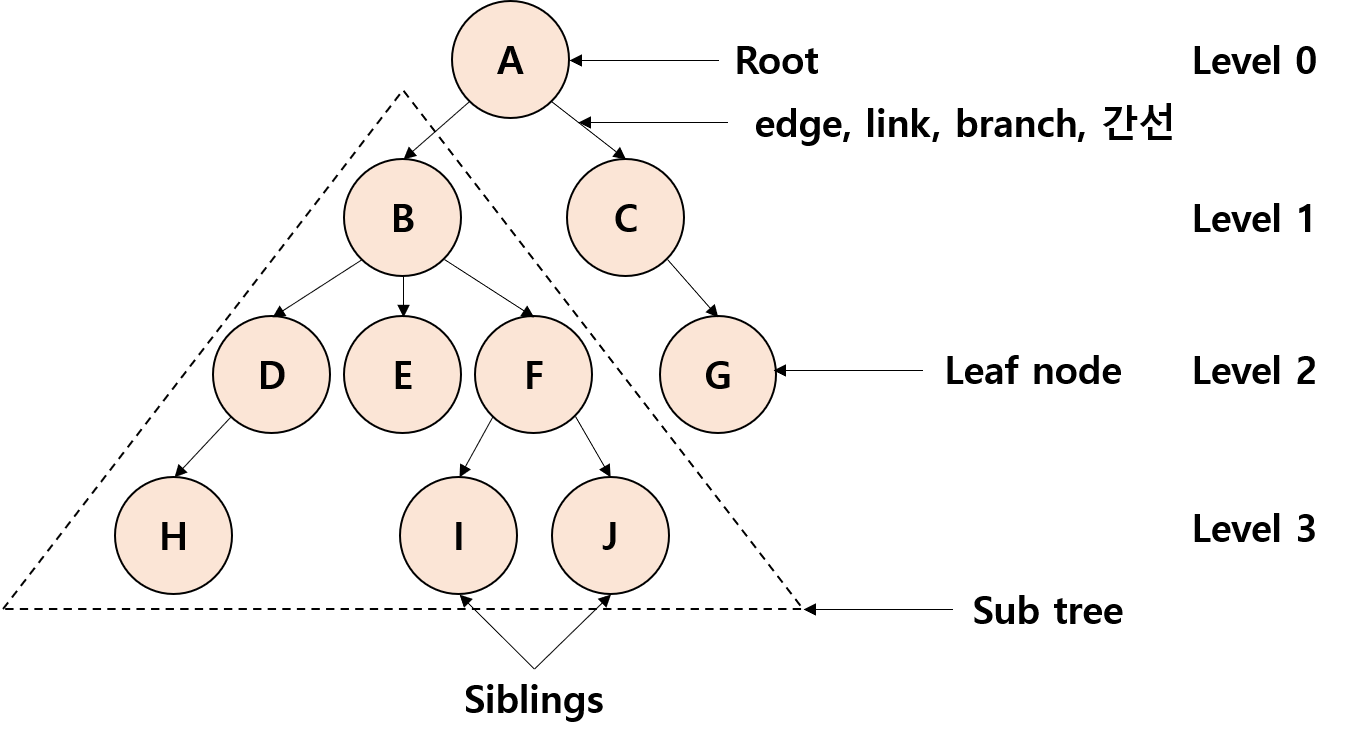 A
Root
Level 0
edge, link, branch, 간선
B
C
Level 1
D
E
F
G
Leaf node
Level 2
H
I
J
Level 3
Sub tree
Siblings